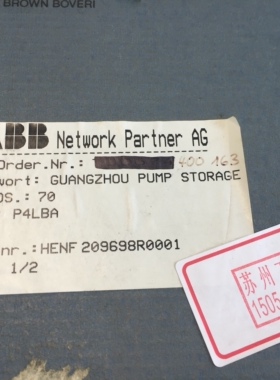 BROWN BOVERI
ABB Network Partner AG
Order.Nr.: 400 163
wort: GUANGZHOU PUMP STORAGE
OS.: 70
P4LBA
nr.: HENF 209698R0001
1/2
苏州
1505